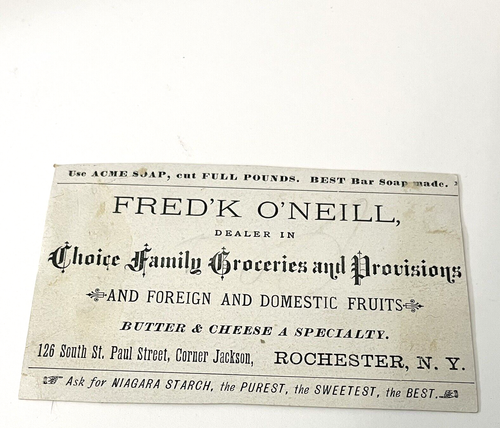 Use ACME SOAP, cut FULL POUNDS. BEST Bar Soap made.
FRED'K O'NEILL,
DEALER IN
Choice Family Groceries and Provisions
AND FOREIGN AND DOMESTIC FRUITS
BUTTER & CHEESE A SPECIALTY.
126 South St. Paul Street, Corner Jackson, ROCHESTER, N. Y.
Ask for NIAGARA STARCH, the PUREST, the SWEETEST, the BEST.